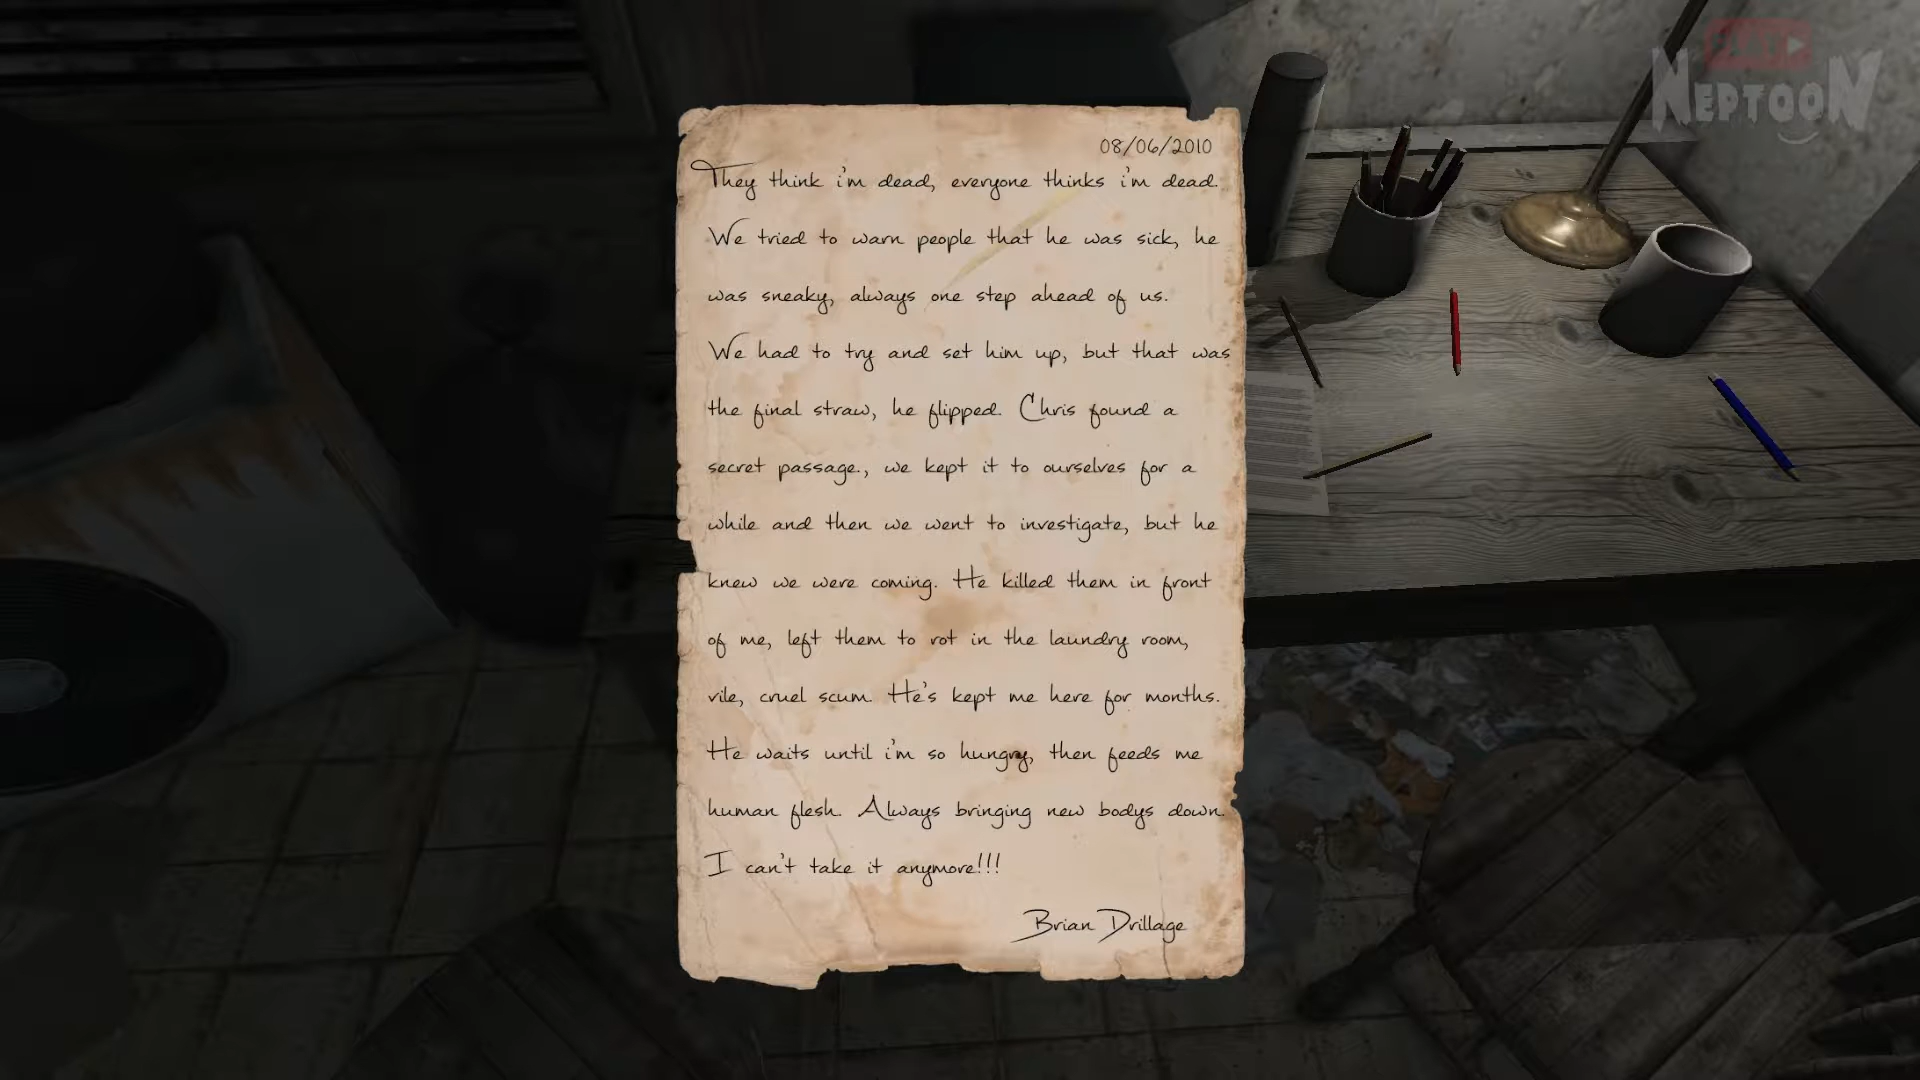 NEPTOON
08/06/2010
They think i'm dead, everyone thinks i'm dead.
We tried to warn people that he was sick, he
was sneaky, always one step ahead of us.
We had to try and set him up, but that was
the final straw, he flipped. Chris found a
secret passage., we kept it to ourselves for a
while and then we went to investigate, but he
knew we were coming. He killed them in front
of me, left them to rot in the laundry room,
vile, cruel scum. He's kept me here for months.
He waits until i'm so hungry, then feeds me
human flesh. Always bringing new bodys down.
I can't take it anymore!!!
Brian Drillage